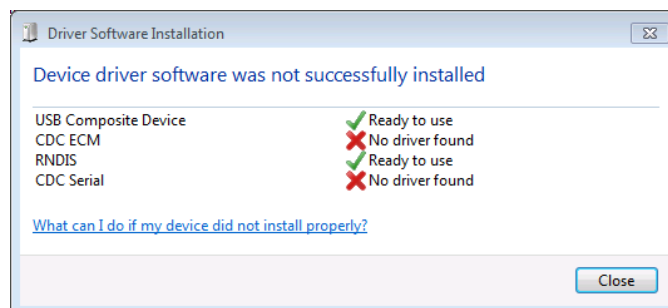 Driver Software Installation
Device driver software was not successfully installed
USB Composite Device Ready to use
CDC ECM No driver found
RNDIS Ready to use
CDC Serial No driver found
What can I do if my device did not install properly?
Close